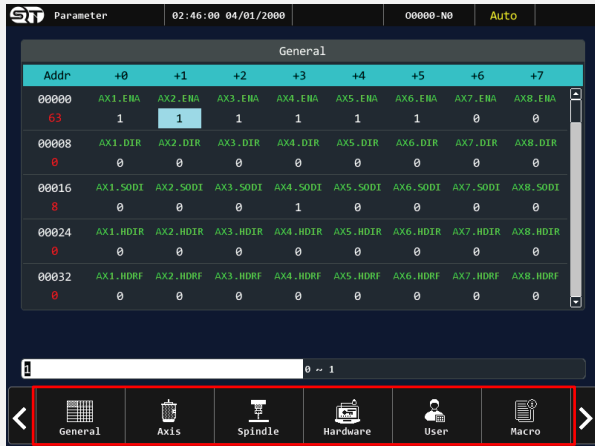 ST Parameter 02:46:00 04/01/2000 O0000-N0 Auto
General
Addr +0 +1 +2 +3 +4 +5 +6 +7
00000 AX1.ENA AX2.ENA AX3.ENA AX4.ENA AX5.ENA AX6.ENA AX7.ENA AX8.ENA
63 1 1 1 1 1 1 0 0
00008 AX1.DIR AX2.DIR AX3.DIR AX4.DIR AX5.DIR AX6.DIR AX7.DIR AX8.DIR
0 0 0 0 0 0 0 0 0
00016 AX1.SODI AX2.SODI AX3.SODI AX4.SODI AX5.SODI AX6.SODI AX7.SODI AX8.SODI
8 0 0 0 1 0 0 0 0
00024 AX1.HDIR AX2.HDIR AX3.HDIR AX4.HDIR AX5.HDIR AX6.HDIR AX7.HDIR AX8.HDIR
0 0 0 0 0 0 0 0 0
00032 AX1.HDRF AX2.HDRF AX3.HDRF AX4.HDRF AX5.HDRF AX6.HDRF AX7.HDRF AX8.HDRF
0 0 0 0 0 0 0 0 0
1 0 ~ 1
General Axis Spindle Hardware User Macro